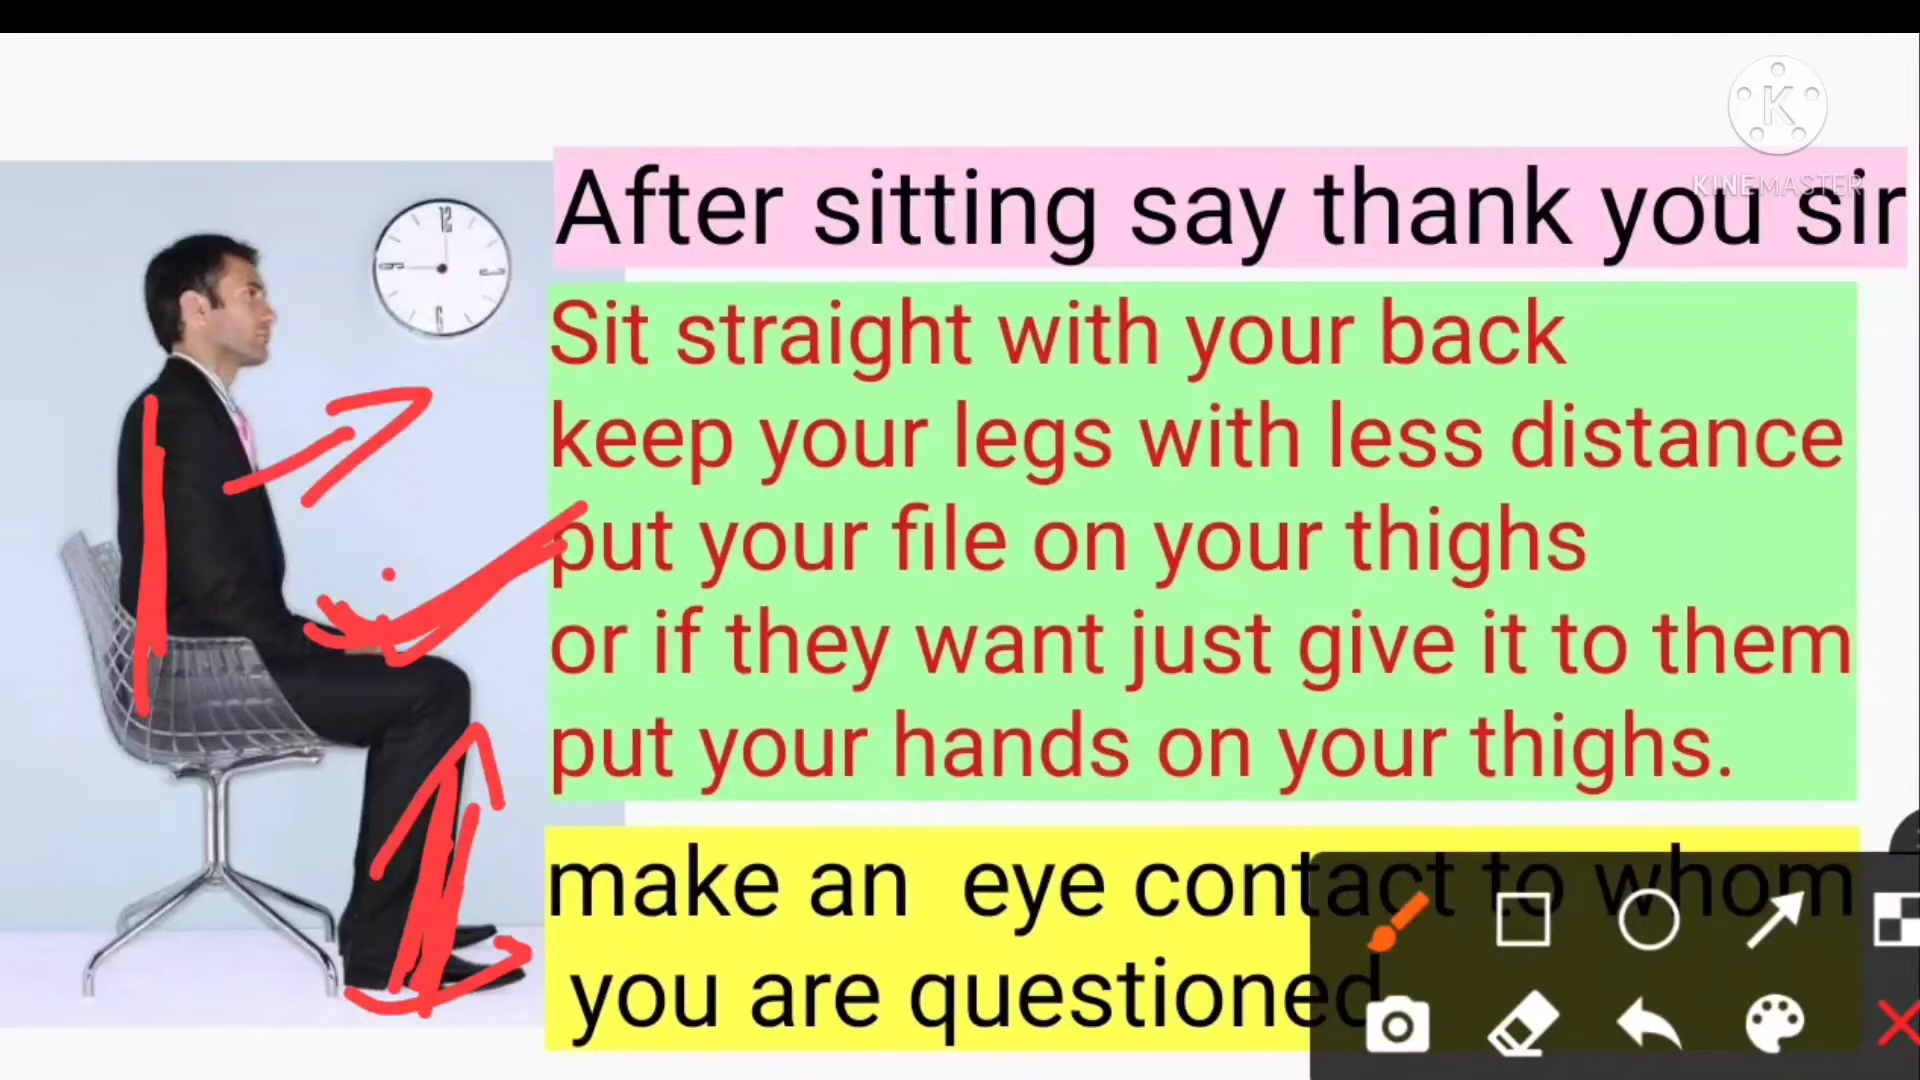 K
KINEMASTER
After sitting say thank you sir
12
Sit straight with your back
keep your legs with less distance
put your file on your thighs
or if they want just give it to them
put your hands on your thighs.
make an eye contact to whom
you are questioned